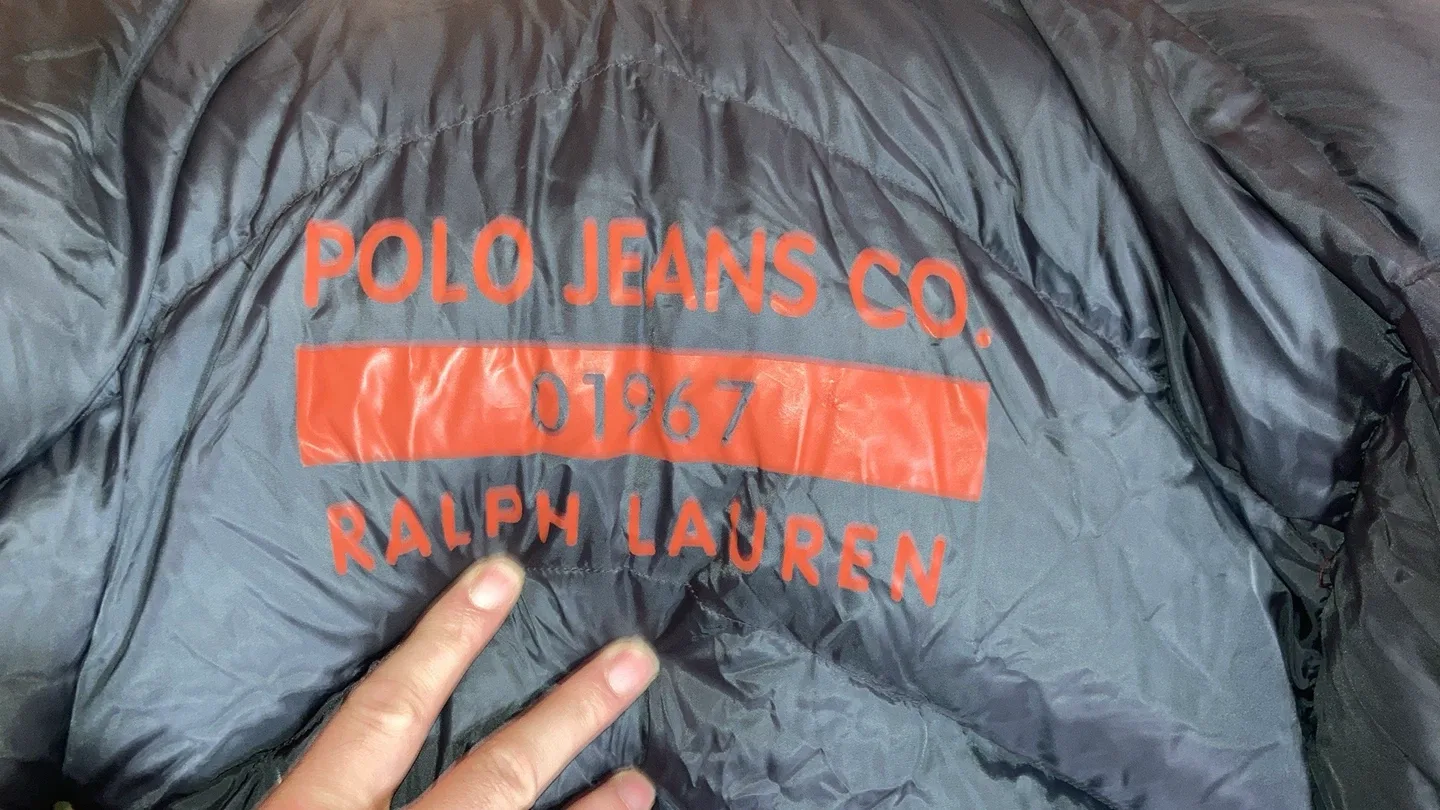 POLO JEANS CO.
01967
RALPH LAUREN